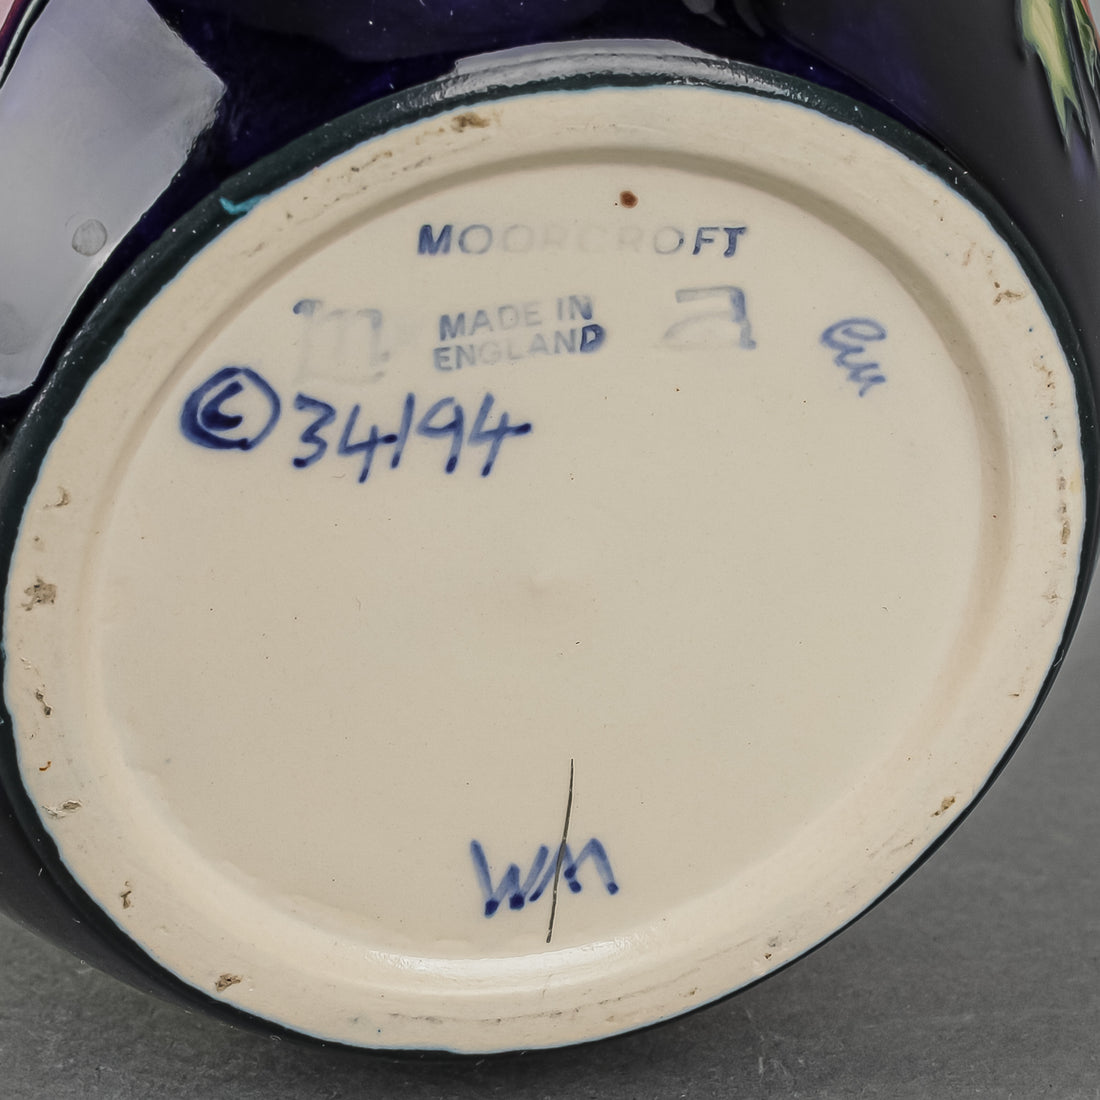 MOORCROFT
MADE IN
ENGLAND
© 34194
WM